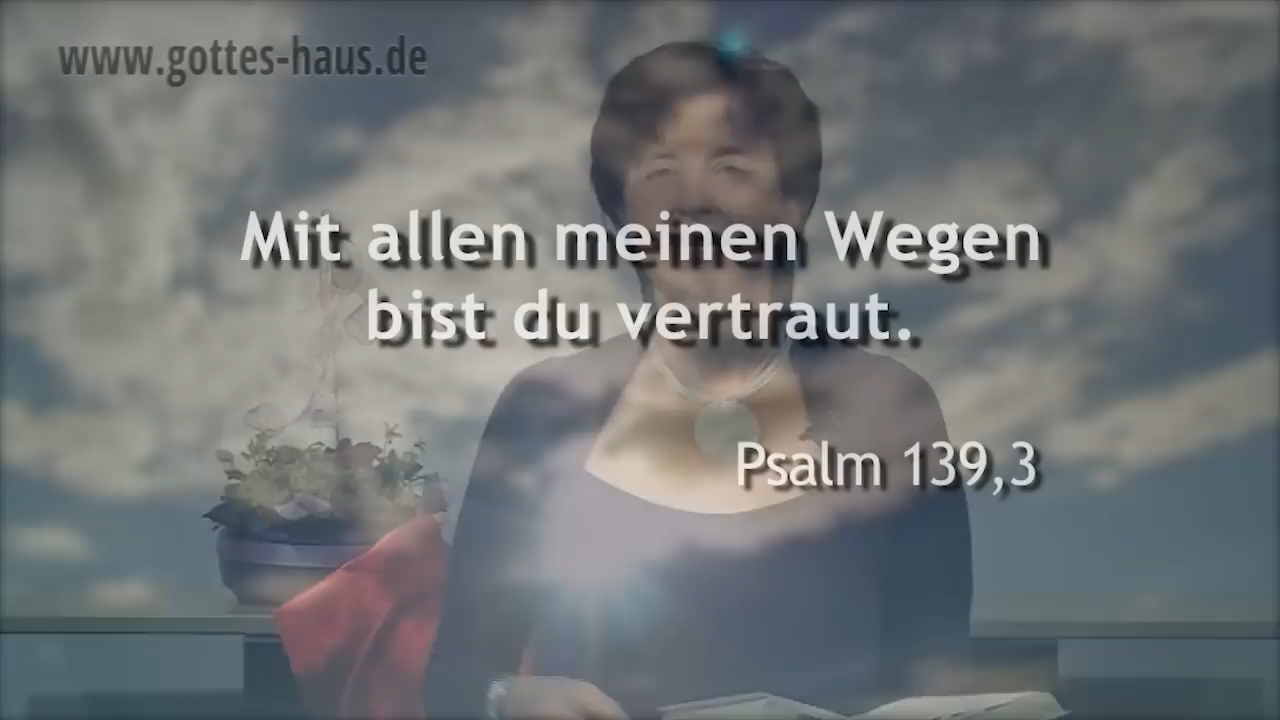 www.gottes-haus.de
Mit allen meinen Wegen
bist du vertraut.
Psalm 139,3